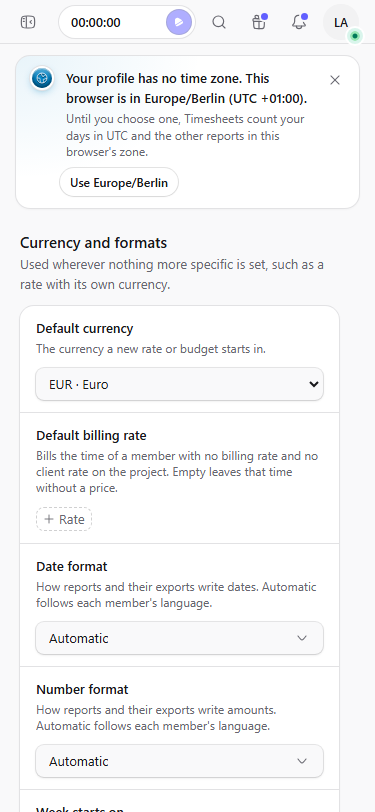 00:00:00
LA
Your profile has no time zone. This
browser is in Europe/Berlin (UTC +01:00).
Until you choose one, Timesheets count your
days in UTC and the other reports in this
browser's zone.
Use Europe/Berlin
Currency and formats
Used wherever nothing more specific is set, such as a
rate with its own currency.
Default currency
The currency a new rate or budget starts in.
EUR · Euro
Default billing rate
Bills the time of a member with no billing rate and no
client rate on the project. Empty leaves that time
without a price.
+ Rate
Date format
How reports and their exports write dates. Automatic
follows each member's language.
Automatic
Number format
How reports and their exports write amounts.
Automatic follows each member's language.
Automatic
Week starts on